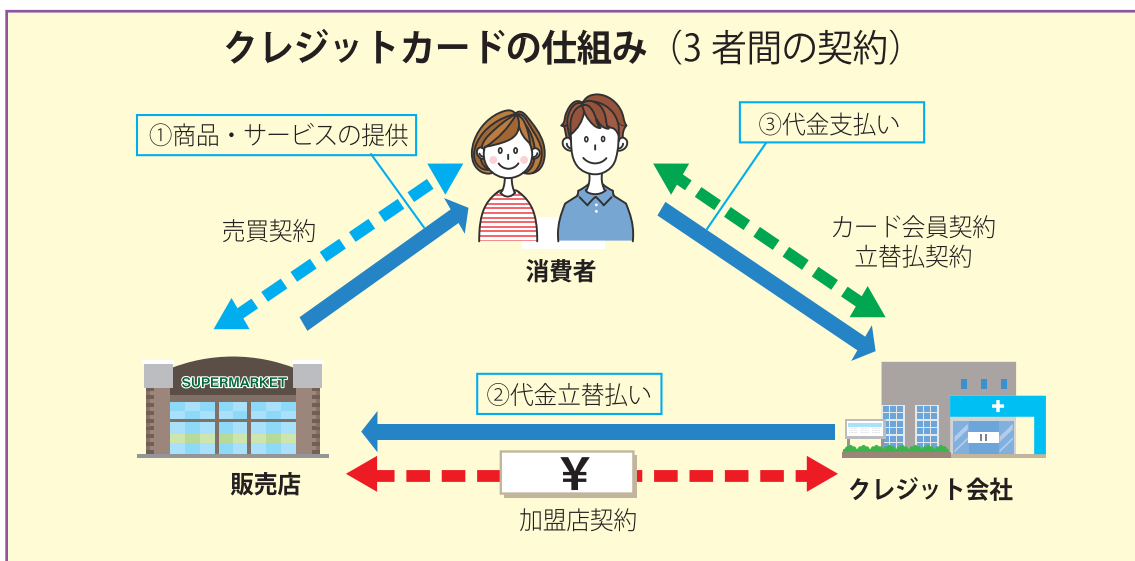 クレジットカードの仕組み（3 者間の契約）
①商品・サービスの提供
③代金支払い
売買契約
カード会員契約
立替払契約
消費者
SUPERMARKET
②代金立替払い
販売店
¥
クレジット会社
加盟店契約